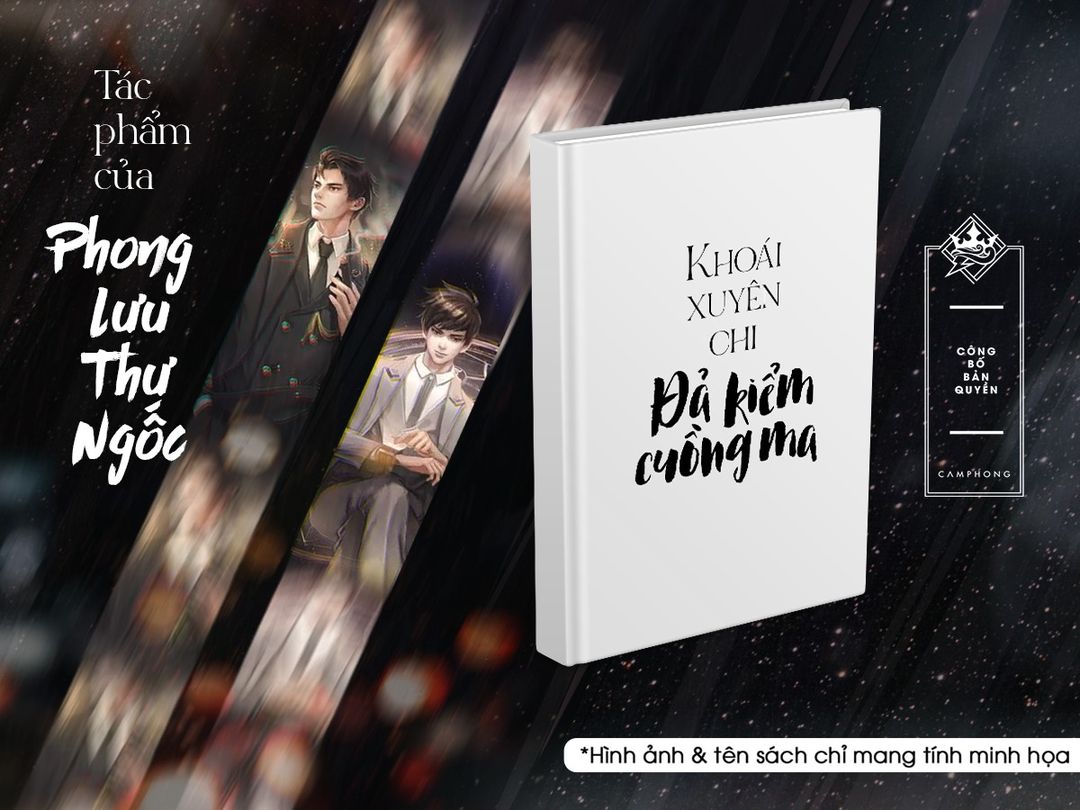 Tác
phẩm
của
Phong
Lưu
Thư
Ngốc
KHOÁI
XUYÊN
CHI
Đả kiểm
cuồng ma
CÔNG
BỐ
BẢN
QUYỀN
CAMPHONG
*Hình ảnh & tên sách chỉ mang tính minh họa